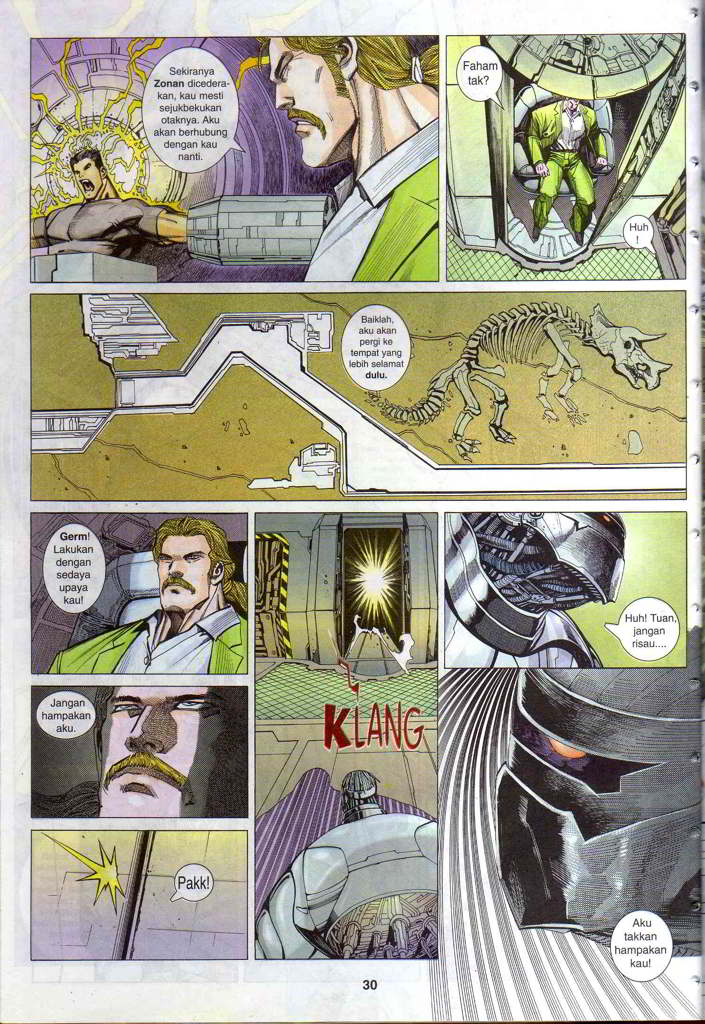 Sekiranya
Zonan dicedera-
kan, kau mesti
sejukbekukan
otaknya. Aku
akan berhubung
dengan kau
nanti.
Faham
tak?
Huh
!
Baiklah,
aku akan
pergi ke
tempat yang
lebih selamat
dulu.
Germ!
Lakukan
dengan
sedaya
upaya
kau!
Jangan
hampakan
aku.
Pakk!
KLANG
Huh! Tuan,
jangan
risau....
Aku
takkan
hampakan
kau!
30